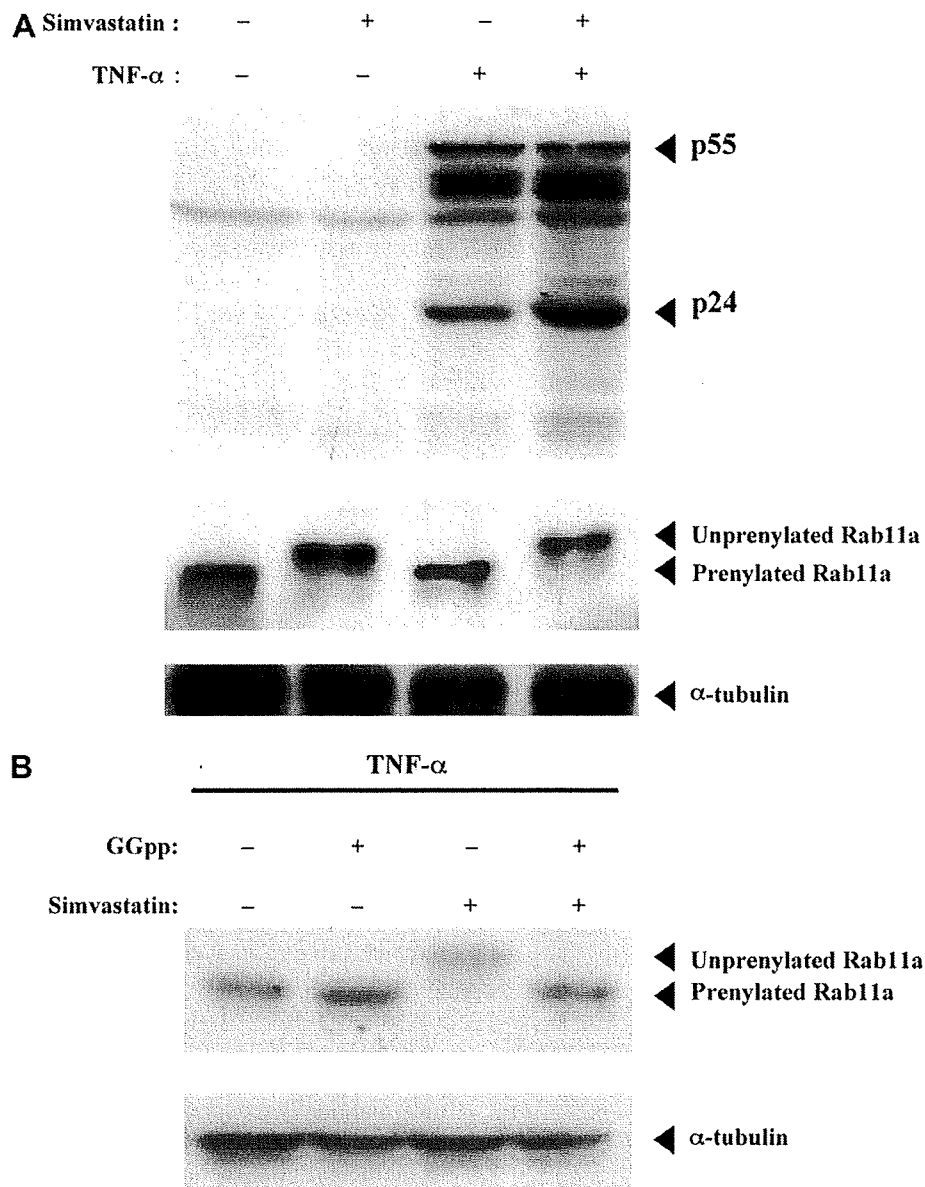 A Simvastatin : – + – +
TNF-α : – – + +
p55
p24
Unprenylated Rab11a
Prenylated Rab11a
α-tubulin
B TNF-α
GGpp: – + – +
Simvastatin: – – + +
Unprenylated Rab11a
Prenylated Rab11a
α-tubulin